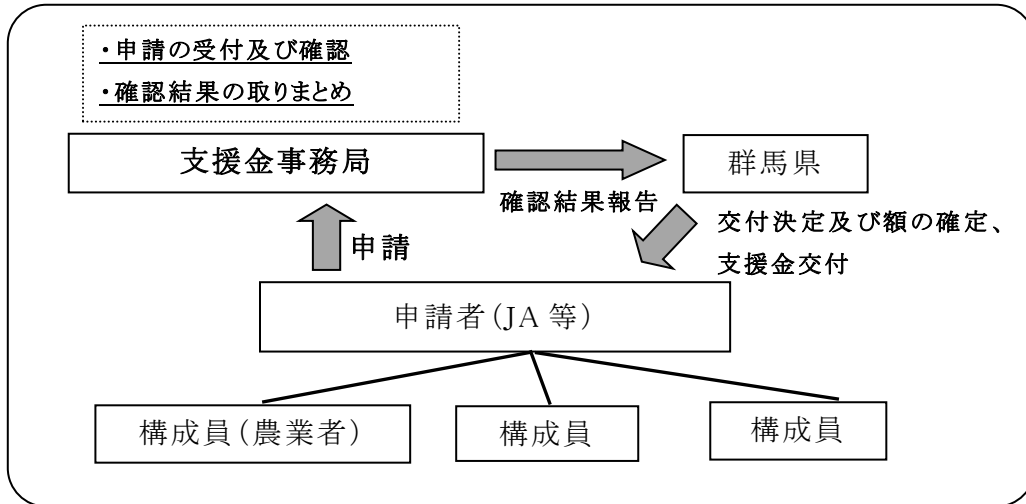 ・申請の受付及び確認
・確認結果の取りまとめ
支援金事務局
群馬県
確認結果報告
交付決定及び額の確定、
支援金交付
申請
申請者（JA 等）
構成員（農業者）
構成員
構成員